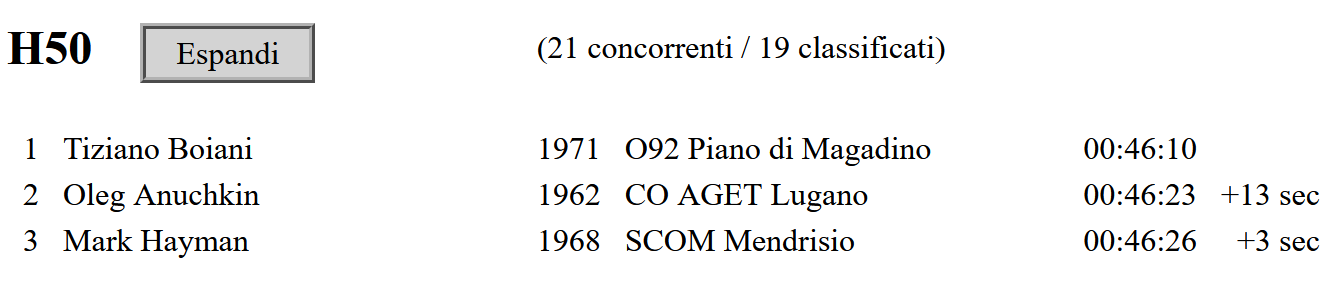 H50 Espandi (21 concorrenti / 19 classificati)
1 Tiziano Boiani 1971 O92 Piano di Magadino 00:46:10
2 Oleg Anuchkin 1962 CO AGET Lugano 00:46:23 +13 sec
3 Mark Hayman 1968 SCOM Mendrisio 00:46:26 +3 sec